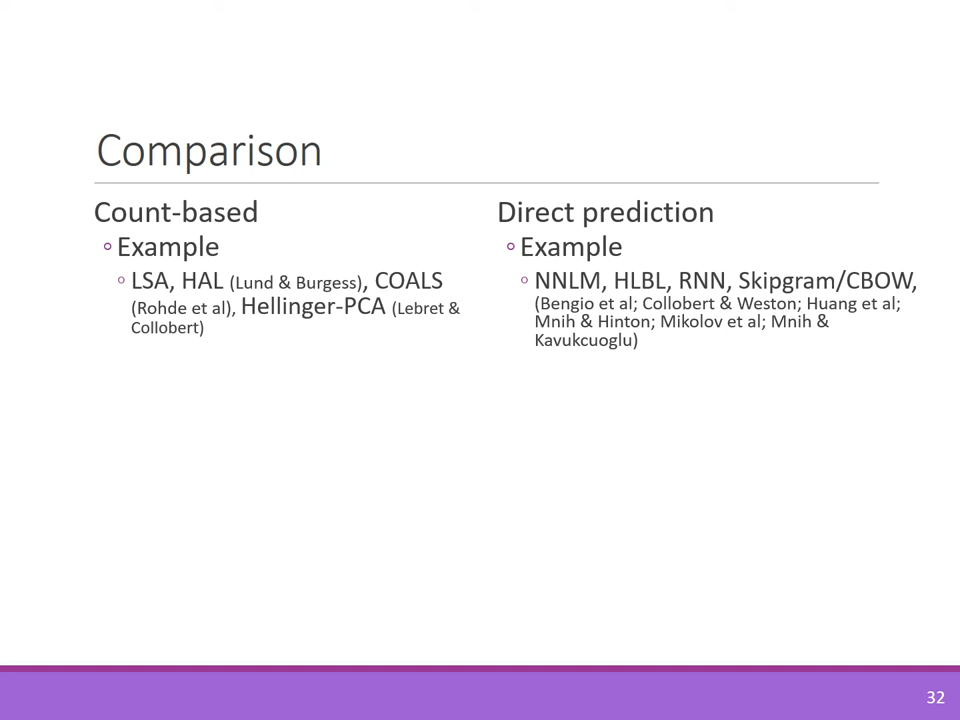 Comparison
Count-based
◦Example
◦LSA, HAL (Lund & Burgess), COALS
(Rohde et al), Hellinger-PCA (Lebret &
Collobert)
Direct prediction
◦Example
◦NNLM, HLBL, RNN, Skipgram/CBOW,
(Bengio et al; Collobert & Weston; Huang et al;
Mnih & Hinton; Mikolov et al; Mnih &
Kavukcuoglu)
32